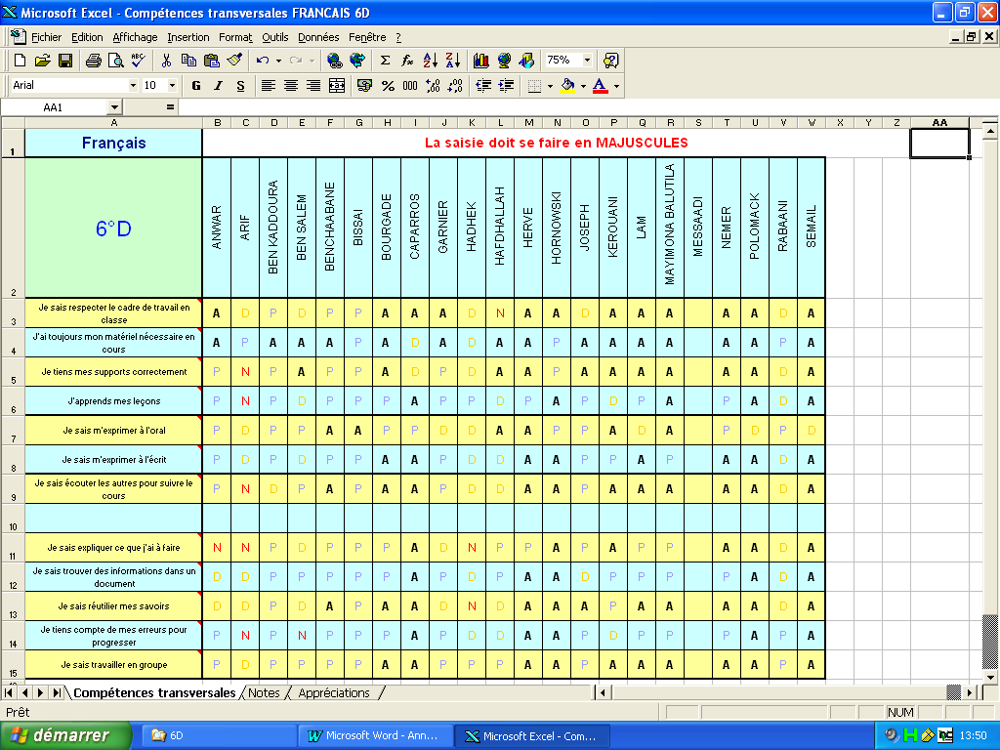 Microsoft Excel - Compétences transversales FRANCAIS 6D
Fichier Edition Affichage Insertion Format Outils Données Fenêtre ?
75%
Arial 10 G I S
AA1 =
A B C D E F G H I J K L M N O P Q R S T U V W X Y Z AA
1 Français La saisie doit se faire en MAJUSCULES
2 6°D ANWAR ARIF BEN KADDOURA BEN SALEM BENCHAABANE BISSAI BOURGADE CAPARROS GARNIER HADHEK HAFDHALLAH HERVE HORNOWSKI JOSEPH KEROUANI LAM MAYIMONA BALUTILA MESSAADI NEMER POLOMACK RABAANI SEMAIL
3 Je sais respecter le cadre de travail en classe A D P D P P A A A D N A A D A A A A A D A
4 J'ai toujours mon matériel nécessaire en cours A P A A A P A D A D A A P A A A A A A P A
5 Je tiens mes supports correctement P N P A P P A D P D A A P A A A A A A D A
6 J'apprends mes leçons P N P D P P P A P P D P A P D P A P A D A
7 Je sais m'exprimer à l'oral P D P P A A P P D D A A P P A D A P D P D
8 Je sais m'exprimer à l'écrit P D P D P P A A P D D A A P P A P A A D A
9 Je sais écouter les autres pour suivre le cours P N D P A P A A P D D A A P A A A A A D A
10
11 Je sais expliquer ce que j'ai à faire N N P D P P P A D N P P A P A P P A A D A
12 Je sais trouver des informations dans un document D D P P P P P A P D P A A D P P P P A D A
13 Je sais réutilier mes savoirs D D P D A P A A D N D A A A P A A A A D A
14 Je tiens compte de mes erreurs pour progresser P N P N P P P A P D D A A P D P P P A P A
15 Je sais travailler en groupe P D P P P P A A P P P A A P A A A A A P A
Compétences transversales Notes Appréciations
Prêt NUM
démarrer 6D Microsoft Word - Ann... Microsoft Excel - Com... 13:50